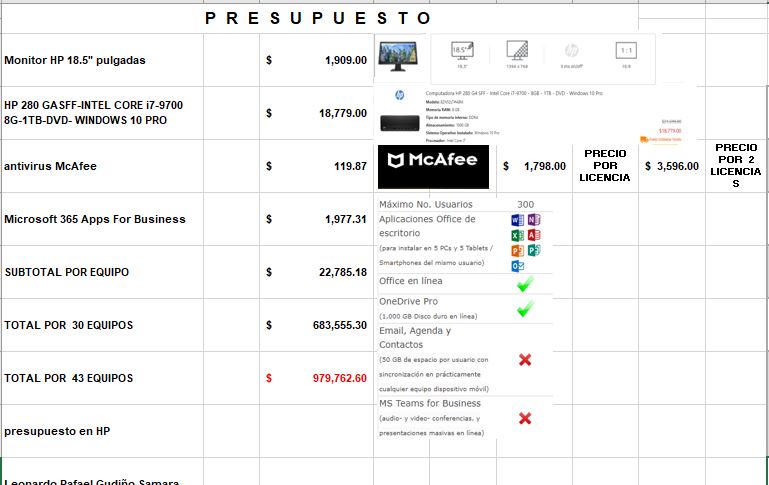 P R E S U P U E S T O
Monitor HP 18.5" pulgadas $ 1,909.00
18.5" 18.5" 1366 x 768 5 ms on/off 1:1 16:9
HP 280 GASFF-INTEL CORE i7-9700
8G-1TB-DVD- WINDOWS 10 PRO $ 18,779.00
hp
Computadora HP 280 G4 SFF - Intel Core i7-9700 - 8GB - 1TB - DVD - Windows 10 Pro
Memoria RAM: 8 GB
Tipo de memoria interna: DDR4
Almacenamiento: 1000 GB
Sistema Operativo Instalado: Windows 10 Pro
Procesador: Intel Core i7
$18,779.00
antivirus McAfee $ 119.87
McAfee
$ 1,798.00
PRECIO
POR
LICENCIA
$ 3,596.00
PRECIO
POR 2
LICENCIA
S
Microsoft 365 Apps For Business $ 1,977.31
Máximo No. Usuarios 300
Aplicaciones Office de
escritorio
(para instalar en 5 PCs y 5 Tablets /
Smartphones del mismo usuario)
SUBTOTAL POR EQUIPO $ 22,785.18
Office en línea
OneDrive Pro
(1,000 GB Disco duro en línea)
TOTAL POR 30 EQUIPOS $ 683,555.30
Email, Agenda y
Contactos
(50 GB de espacio por usuario con
sincronización en prácticamente
cualquier equipo dispositivo móvil)
TOTAL POR 43 EQUIPOS $ 979,762.60
MS Teams for Business
(audio- y video- conferencias, y
presentaciones masivas en línea)
presupuesto en HP
Leonardo Rafael Gudiño Samara